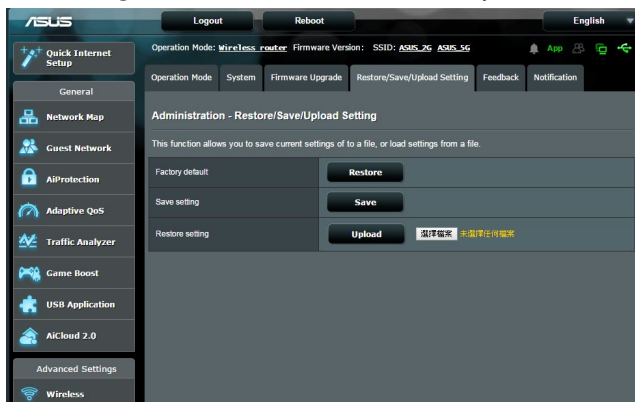 ASUS
Logout
Reboot
English
Quick Internet Setup
Operation Mode: Wireless router Firmware Version: SSID: ASUS_2G ASUS_5G
App
Operation Mode
System
Firmware Upgrade
Restore/Save/Upload Setting
Feedback
Notification
General
Network Map
Guest Network
AiProtection
Adaptive QoS
Traffic Analyzer
Game Boost
USB Application
AiCloud 2.0
Advanced Settings
Wireless
Administration - Restore/Save/Upload Setting
This function allows you to save current settings of to a file, or load settings from a file.
Factory default
Restore
Save setting
Save
Restore setting
Upload
選擇檔案 未選擇任何檔案